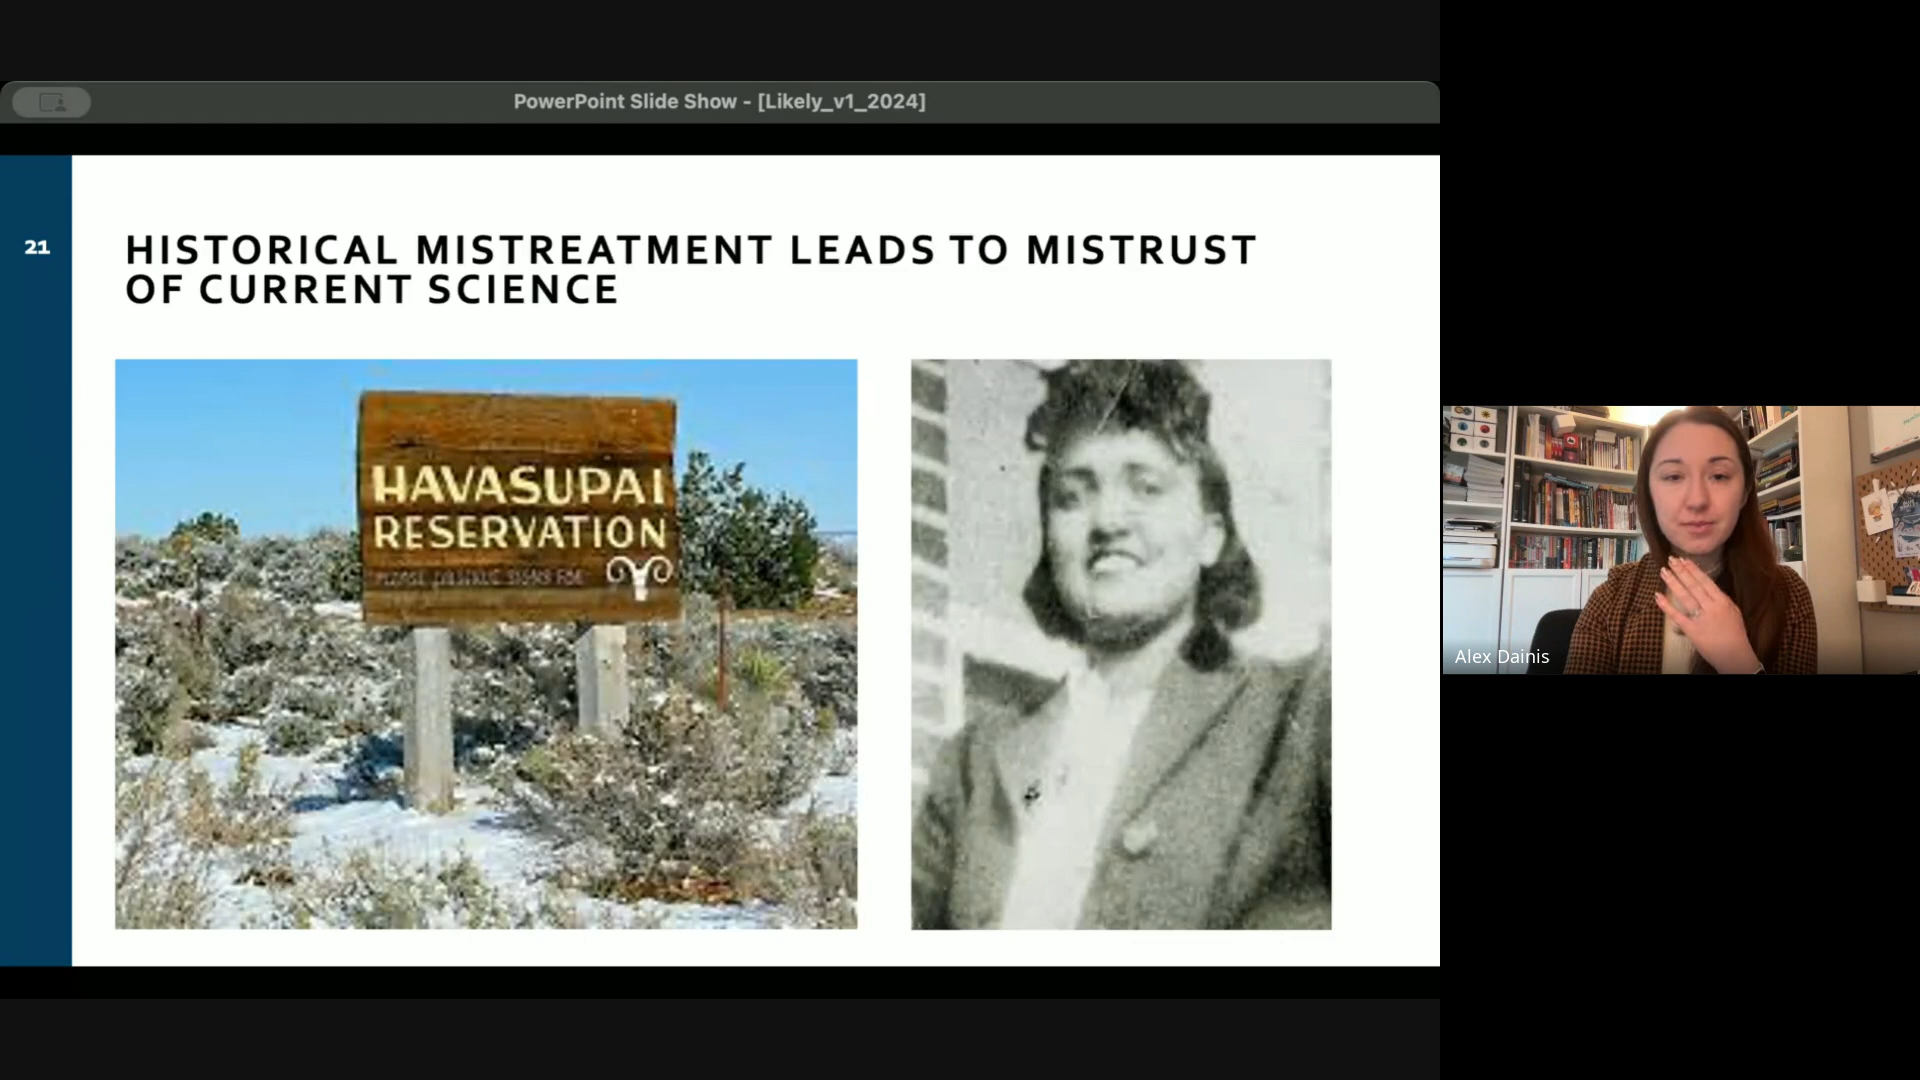 PowerPoint Slide Show - [Likely_v1_2024]
21
HISTORICAL MISTREATMENT LEADS TO MISTRUST
OF CURRENT SCIENCE
HAVASUPAI
RESERVATION
Alex Dainis